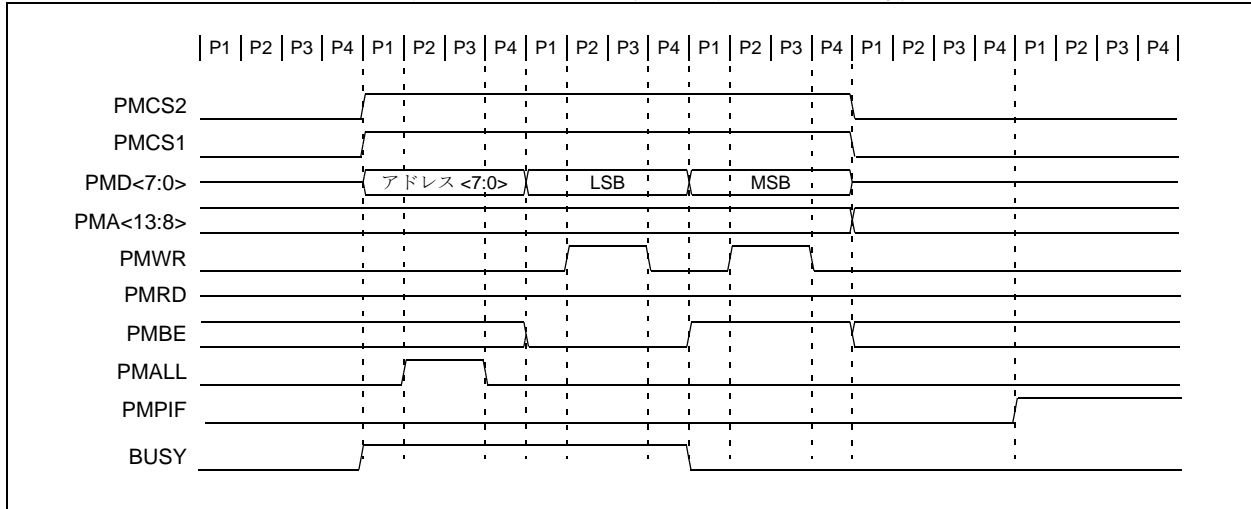 P1 P2 P3 P4 P1 P2 P3 P4 P1 P2 P3 P4 P1 P2 P3 P4 P1 P2 P3 P4 P1 P2 P3 P4
PMCS2
PMCS1
PMD<7:0> アドレス <7:0> LSB MSB
PMA<13:8>
PMWR
PMRD
PMBE
PMALL
PMPIF
BUSY